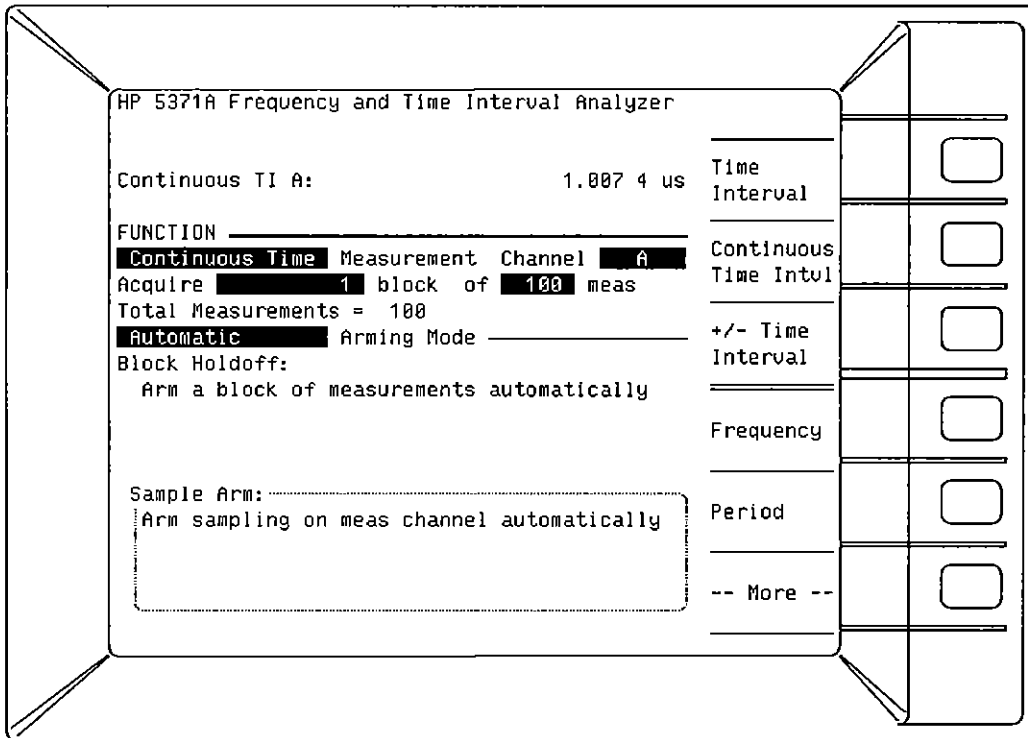 HP 5371A Frequency and Time Interval Analyzer
Continuous TI A: 1.007 4 us
FUNCTION
Continuous Time Measurement Channel A
Acquire 1 block of 100 meas
Total Measurements = 100
Automatic Arming Mode
Block Holdoff:
Arm a block of measurements automatically
Sample Arm:
Arm sampling on meas channel automatically
Time
Interval
Continuous
Time Intvl
+/- Time
Interval
Frequency
Period
-- More --